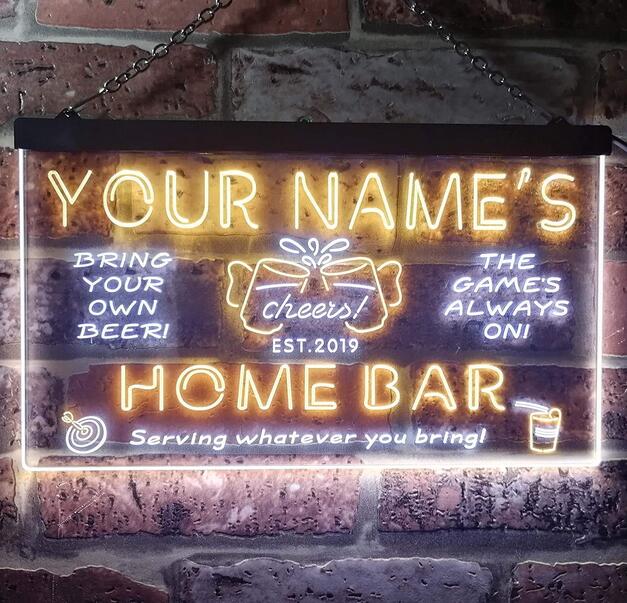 YOUR NAME'S
BRING
YOUR
OWN
BEER!
cheers!
EST.2019
THE
GAME'S
ALWAYS
ON!
HOME BAR
Serving whatever you bring!